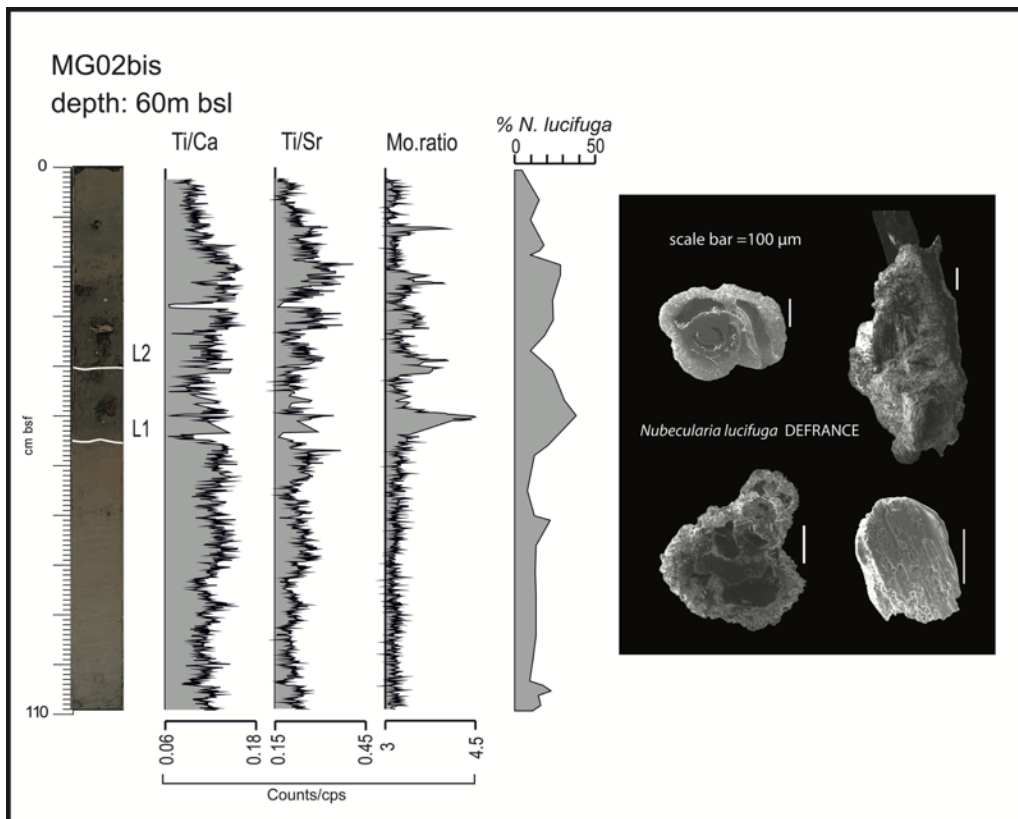 MG02bis
depth: 60m bsl
Ti/Ca
Ti/Sr
Mo.ratio
% N. lucifuga
0
50
0
cm bsf
110
L2
L1
0.06
0.18
0.15
0.45
3
4.5
Counts/cps
scale bar =100 µm
Nubecularia lucifuga DEFRANCE